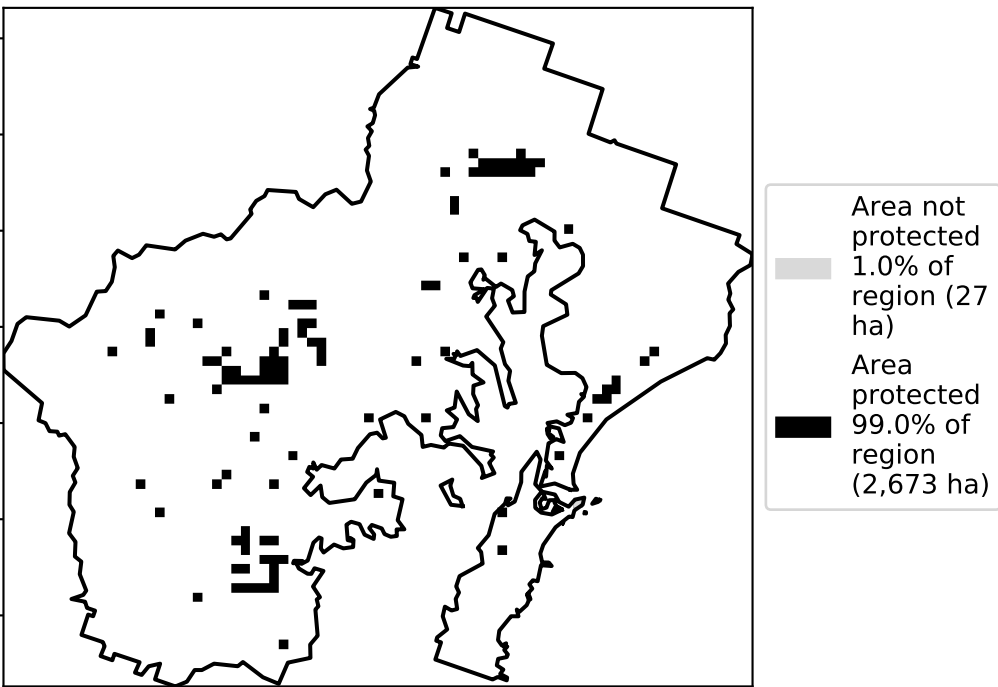 Area not
protected
1.0% of
region (27
ha)
Area
protected
99.0% of
region
(2,673 ha)